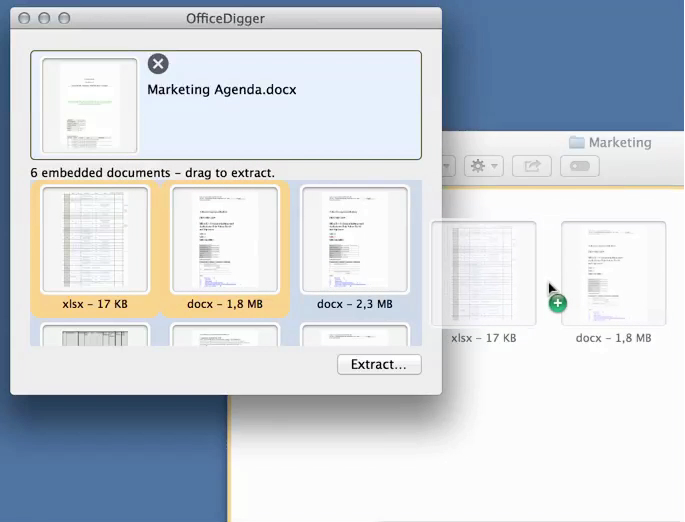 OfficeDigger
Marketing Agenda.docx
6 embedded documents – drag to extract.
xlsx – 17 KB
docx – 1,8 MB
docx – 2,3 MB
Extract...
Marketing
xlsx – 17 KB
docx – 1,8 MB